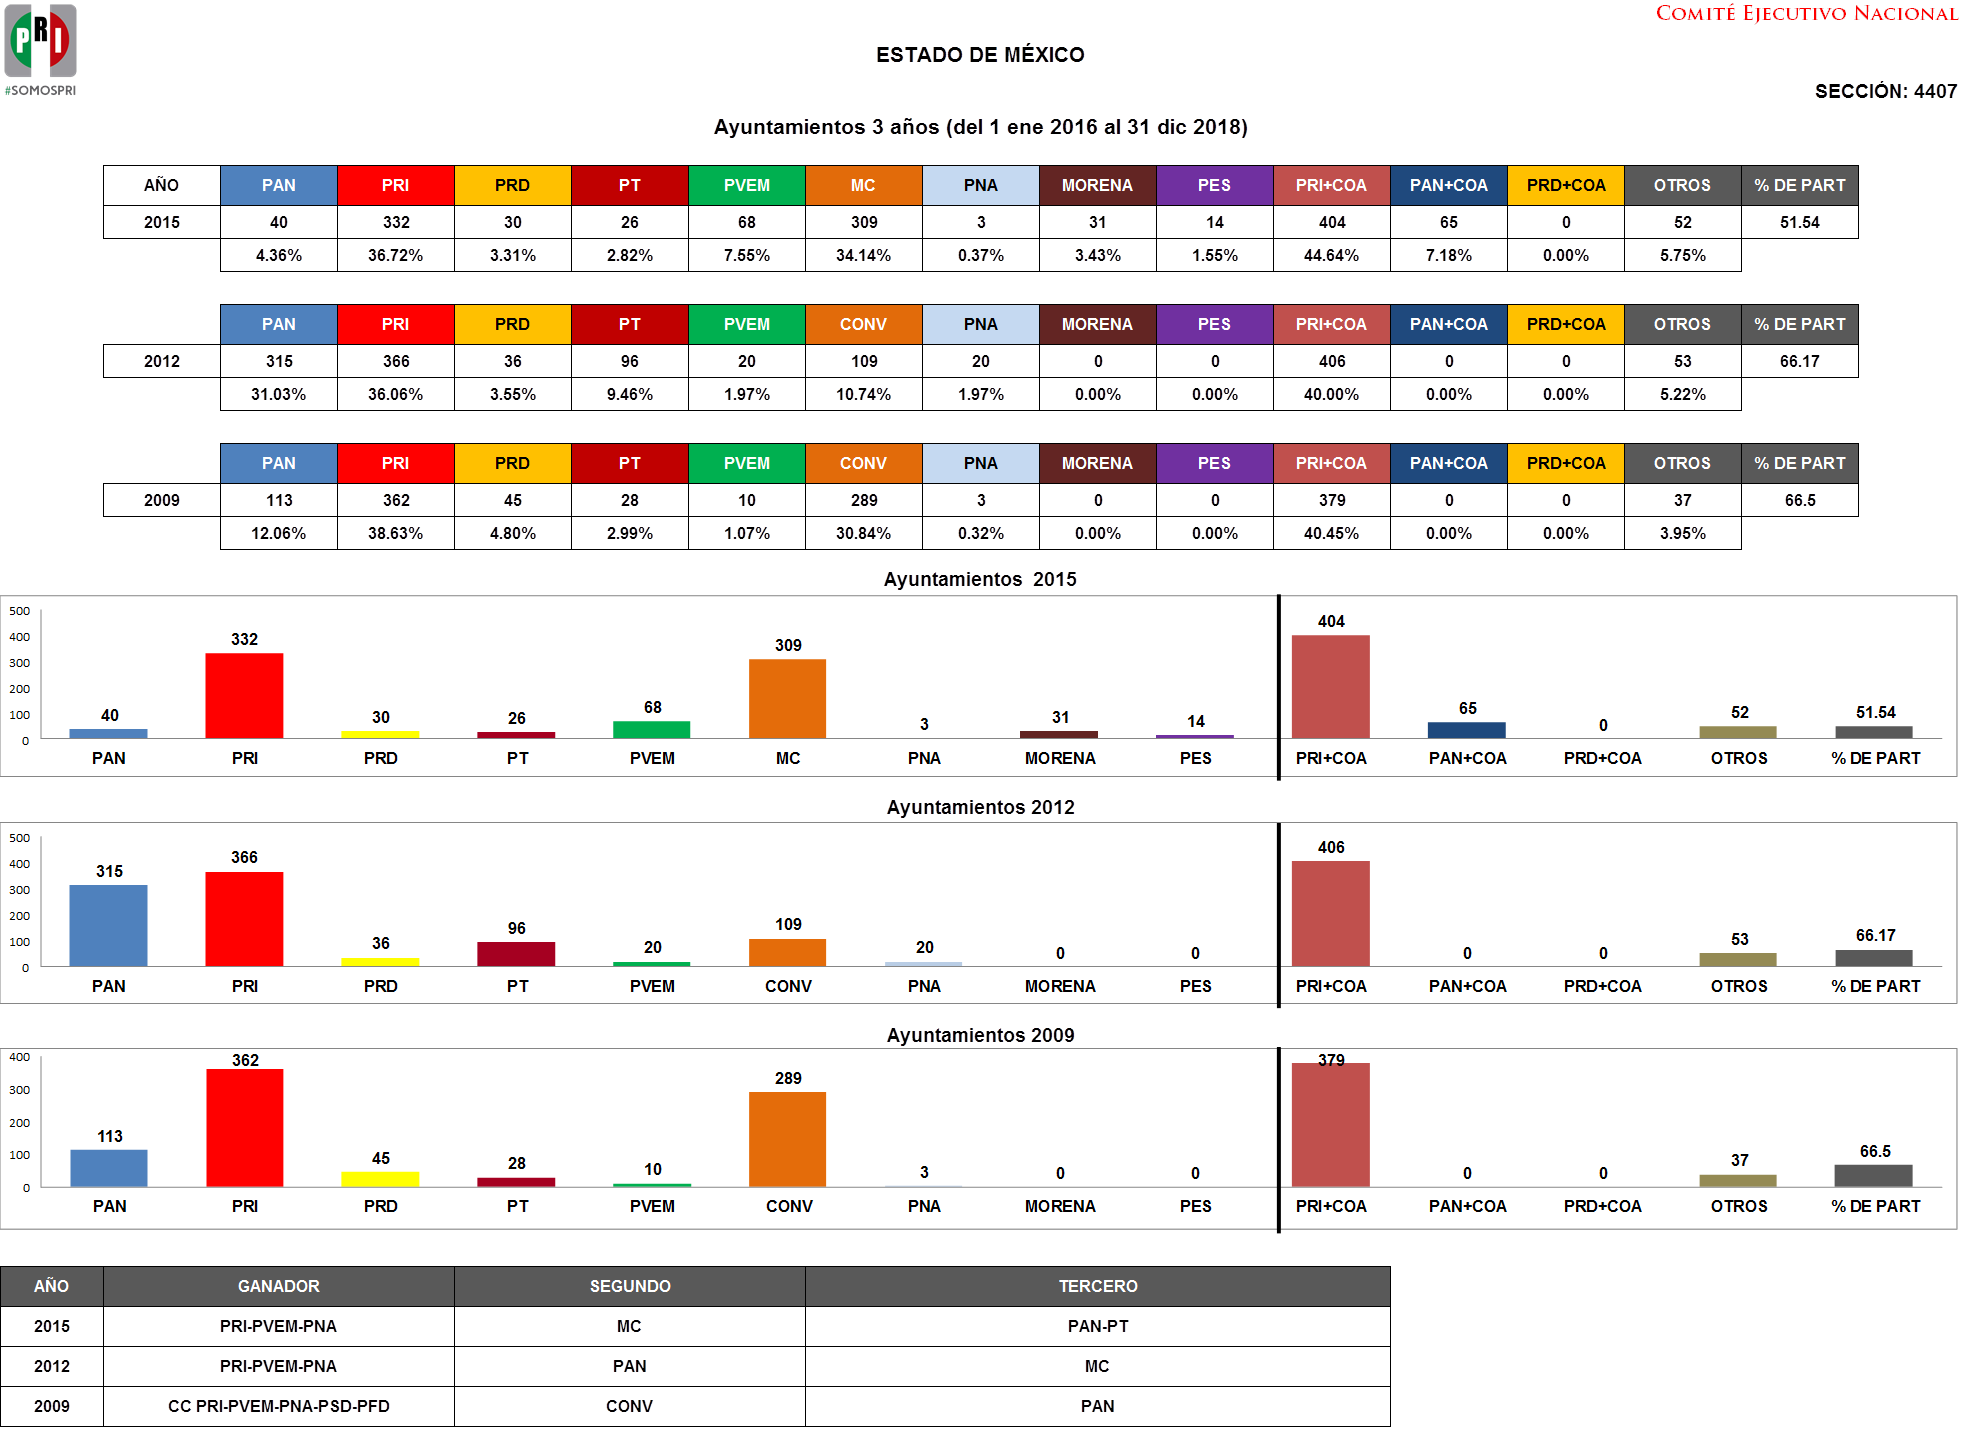 PRI
#SOMOSPRI
COMITÉ EJECUTIVO NACIONAL
ESTADO DE MÉXICO
SECCIÓN: 4407
Ayuntamientos 3 años (del 1 ene 2016 al 31 dic 2018)
AÑO PAN PRI PRD PT PVEM MC PNA MORENA PES PRI+COA PAN+COA PRD+COA OTROS % DE PART
2015 40 332 30 26 68 309 3 31 14 404 65 0 52 51.54
4.36% 36.72% 3.31% 2.82% 7.55% 34.14% 0.37% 3.43% 1.55% 44.64% 7.18% 0.00% 5.75%
PAN PRI PRD PT PVEM CONV PNA MORENA PES PRI+COA PAN+COA PRD+COA OTROS % DE PART
2012 315 366 36 96 20 109 20 0 0 406 0 0 53 66.17
31.03% 36.06% 3.55% 9.46% 1.97% 10.74% 1.97% 0.00% 0.00% 40.00% 0.00% 0.00% 5.22%
PAN PRI PRD PT PVEM CONV PNA MORENA PES PRI+COA PAN+COA PRD+COA OTROS % DE PART
2009 113 362 45 28 10 289 3 0 0 379 0 0 37 66.5
12.06% 38.63% 4.80% 2.99% 1.07% 30.84% 0.32% 0.00% 0.00% 40.45% 0.00% 0.00% 3.95%
Ayuntamientos 2015
500
400
300
200
100
0
40 332 30 26 68 309 3 31 14 404 65 0 52 51.54
PAN PRI PRD PT PVEM MC PNA MORENA PES PRI+COA PAN+COA PRD+COA OTROS % DE PART
Ayuntamientos 2012
500
400
300
200
100
0
315 366 36 96 20 109 20 0 0 406 0 0 53 66.17
PAN PRI PRD PT PVEM CONV PNA MORENA PES PRI+COA PAN+COA PRD+COA OTROS % DE PART
Ayuntamientos 2009
400
300
200
100
0
113 362 45 28 10 289 3 0 0 379 0 0 37 66.5
PAN PRI PRD PT PVEM CONV PNA MORENA PES PRI+COA PAN+COA PRD+COA OTROS % DE PART
AÑO GANADOR SEGUNDO TERCERO
2015 PRI-PVEM-PNA MC PAN-PT
2012 PRI-PVEM-PNA PAN MC
2009 CC PRI-PVEM-PNA-PSD-PFD CONV PAN